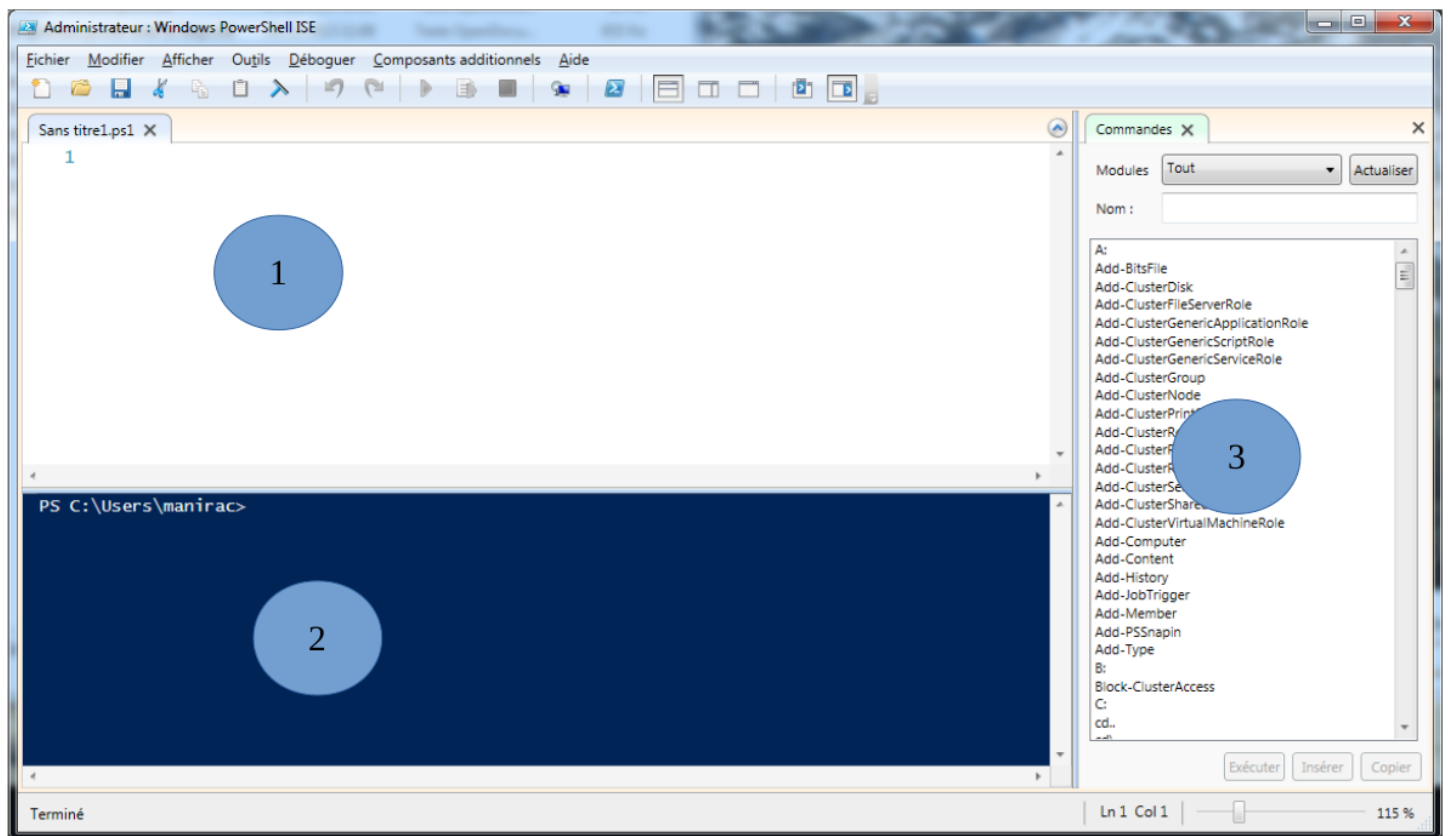 Administrateur : Windows PowerShell ISE
Fichier Modifier Afficher Outils Déboguer Composants additionnels Aide
Sans titre1.ps1
1
1
PS C:\Users\manirac>
2
Commandes
Modules Tout Actualiser
Nom :
A:
Add-BitsFile
Add-ClusterDisk
Add-ClusterFileServerRole
Add-ClusterGenericApplicationRole
Add-ClusterGenericScriptRole
Add-ClusterGenericServiceRole
Add-ClusterGroup
Add-ClusterNode
Add-ClusterVirtualMachineRole
Add-Computer
Add-Content
Add-History
Add-JobTrigger
Add-Member
Add-PSSnapin
Add-Type
B:
Block-ClusterAccess
C:
cd..
3
Exécuter Insérer Copier
Terminé
Ln 1 Col 1 115 %